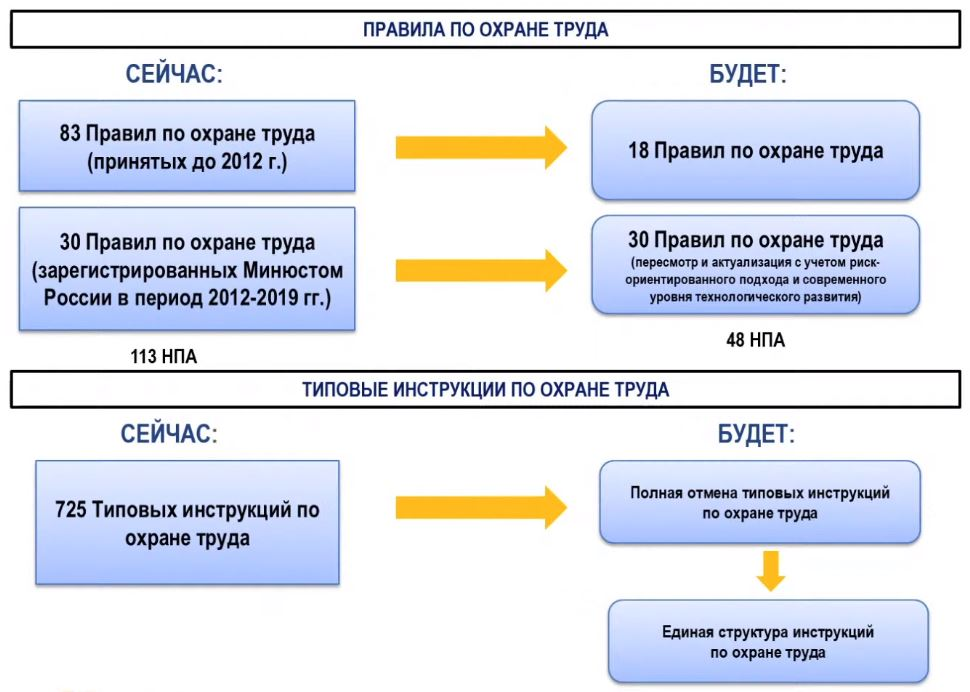 ПРАВИЛА ПО ОХРАНЕ ТРУДА
СЕЙЧАС:
БУДЕТ:
83 Правил по охране труда
(принятых до 2012 г.)
18 Правил по охране труда
30 Правил по охране труда
(зарегистрированных Минюстом
России в период 2012-2019 гг.)
30 Правил по охране труда
(пересмотр и актуализация с учетом риск-
ориентированного подхода и современного
уровня технологического развития)
113 НПА
48 НПА
ТИПОВЫЕ ИНСТРУКЦИИ ПО ОХРАНЕ ТРУДА
СЕЙЧАС:
БУДЕТ:
725 Типовых инструкций по
охране труда
Полная отмена типовых инструкций
по охране труда
Единая структура инструкций
по охране труда